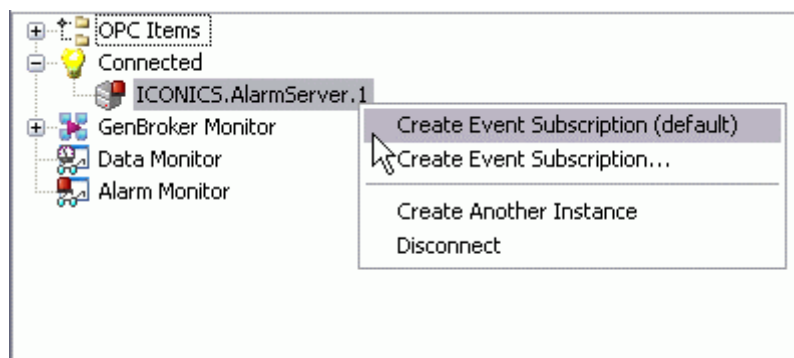 OPC Items
Connected
ICONICS.AlarmServer.1
GenBroker Monitor
Data Monitor
Alarm Monitor
Create Event Subscription (default)
Create Event Subscription...
Create Another Instance
Disconnect